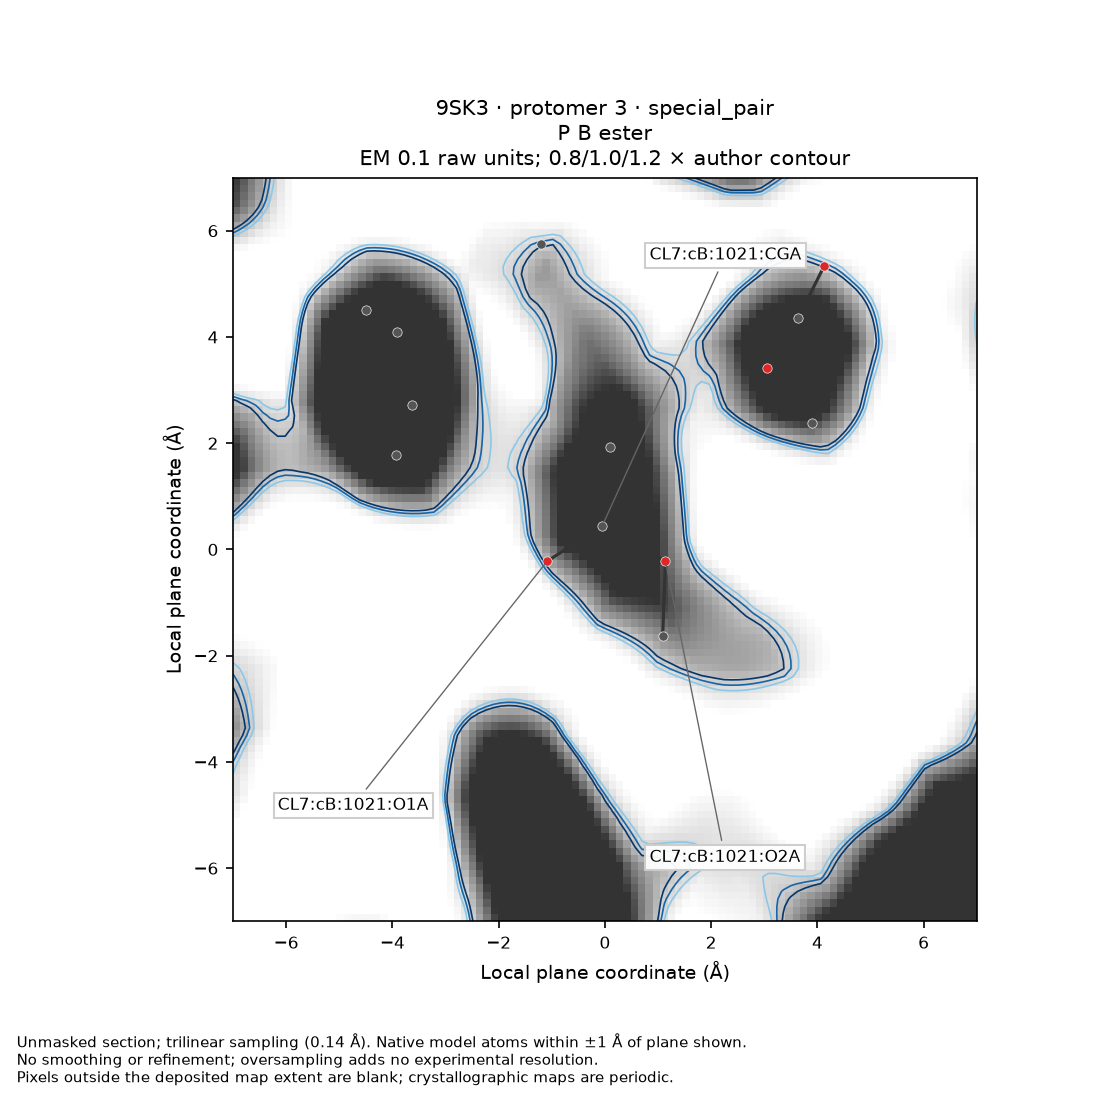 9SK3 · protomer 3 · special_pair
P B ester
EM 0.1 raw units; 0.8/1.0/1.2 × author contour
CL7:cB:1021:CGA
CL7:cB:1021:O1A
CL7:cB:1021:O2A
6
4
2
0
−2
−4
−6
Local plane coordinate (Å)
−6
−4
−2
0
2
4
6
Local plane coordinate (Å)
Unmasked section; trilinear sampling (0.14 Å). Native model atoms within ±1 Å of plane shown.
No smoothing or refinement; oversampling adds no experimental resolution.
Pixels outside the deposited map extent are blank; crystallographic maps are periodic.